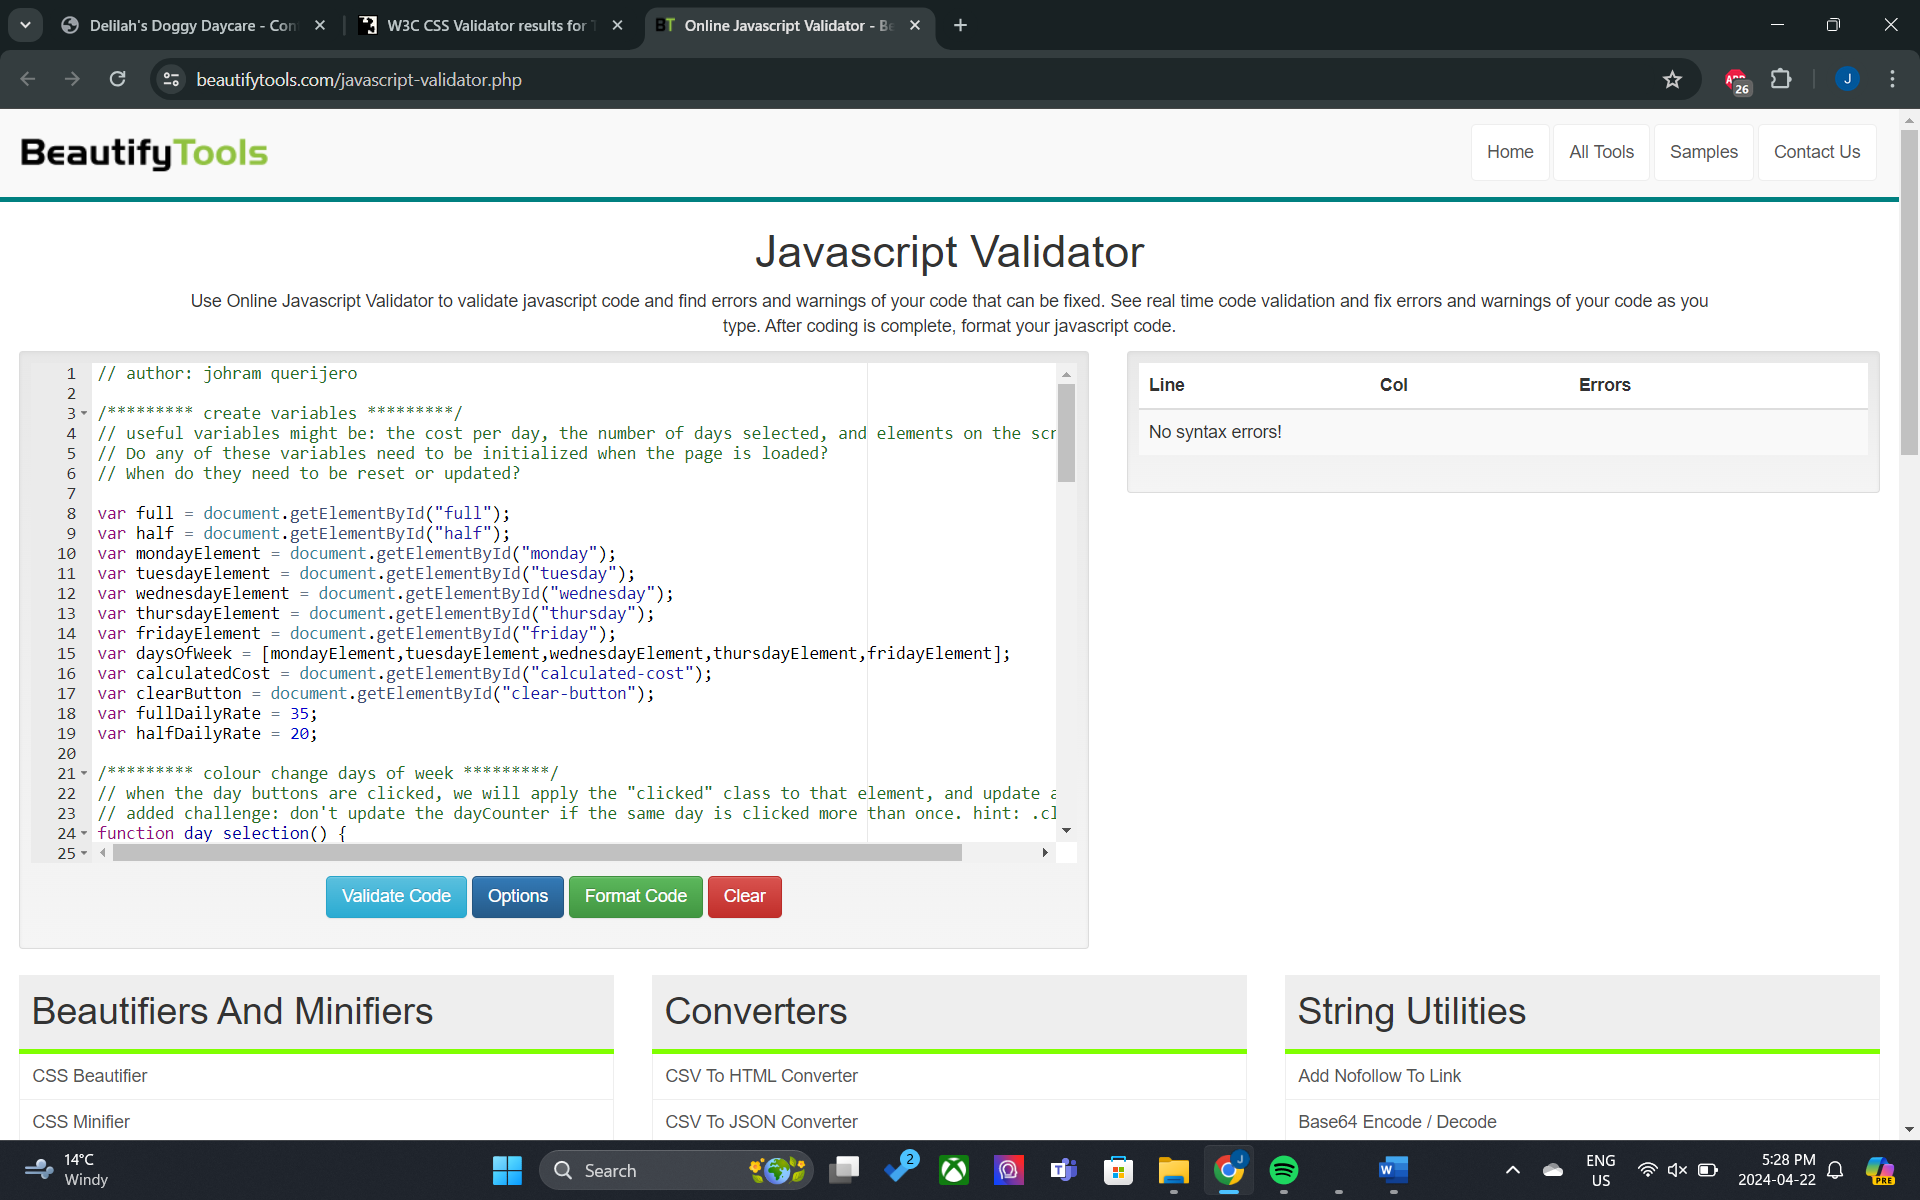 Delilah's Doggy Daycare - Con
W3C CSS Validator results for T
BT Online Javascript Validator - Be
beautifytools.com/javascript-validator.php
ABP 26
J
BeautifyTools
Home
All Tools
Samples
Contact Us
Javascript Validator
Use Online Javascript Validator to validate javascript code and find errors and warnings of your code that can be fixed. See real time code validation and fix errors and warnings of your code as you
type. After coding is complete, format your javascript code.
1 // author: johram querijero
2
3 /********* create variables *********/
4 // useful variables might be: the cost per day, the number of days selected, and elements on the scr
5 // Do any of these variables need to be initialized when the page is loaded?
6 // When do they need to be reset or updated?
7
8 var full = document.getElementById("full");
9 var half = document.getElementById("half");
10 var mondayElement = document.getElementById("monday");
11 var tuesdayElement = document.getElementById("tuesday");
12 var wednesdayElement = document.getElementById("wednesday");
13 var thursdayElement = document.getElementById("thursday");
14 var fridayElement = document.getElementById("friday");
15 var daysOfWeek = [mondayElement,tuesdayElement,wednesdayElement,thursdayElement,fridayElement];
16 var calculatedCost = document.getElementById("calculated-cost");
17 var clearButton = document.getElementById("clear-button");
18 var fullDailyRate = 35;
19 var halfDailyRate = 20;
20
21 /********* colour change days of week *********/
22 // when the day buttons are clicked, we will apply the "clicked" class to that element, and update a
23 // added challenge: don't update the dayCounter if the same day is clicked more than once. hint: .cl
24 function day selection() {
25
Line Col Errors
No syntax errors!
Validate Code
Options
Format Code
Clear
Beautifiers And Minifiers
CSS Beautifier
CSS Minifier
Converters
CSV To HTML Converter
CSV To JSON Converter
String Utilities
Add Nofollow To Link
Base64 Encode / Decode
14°C
Windy
Search
2
J
ENG
US
5:28 PM
2024-04-22
PRE